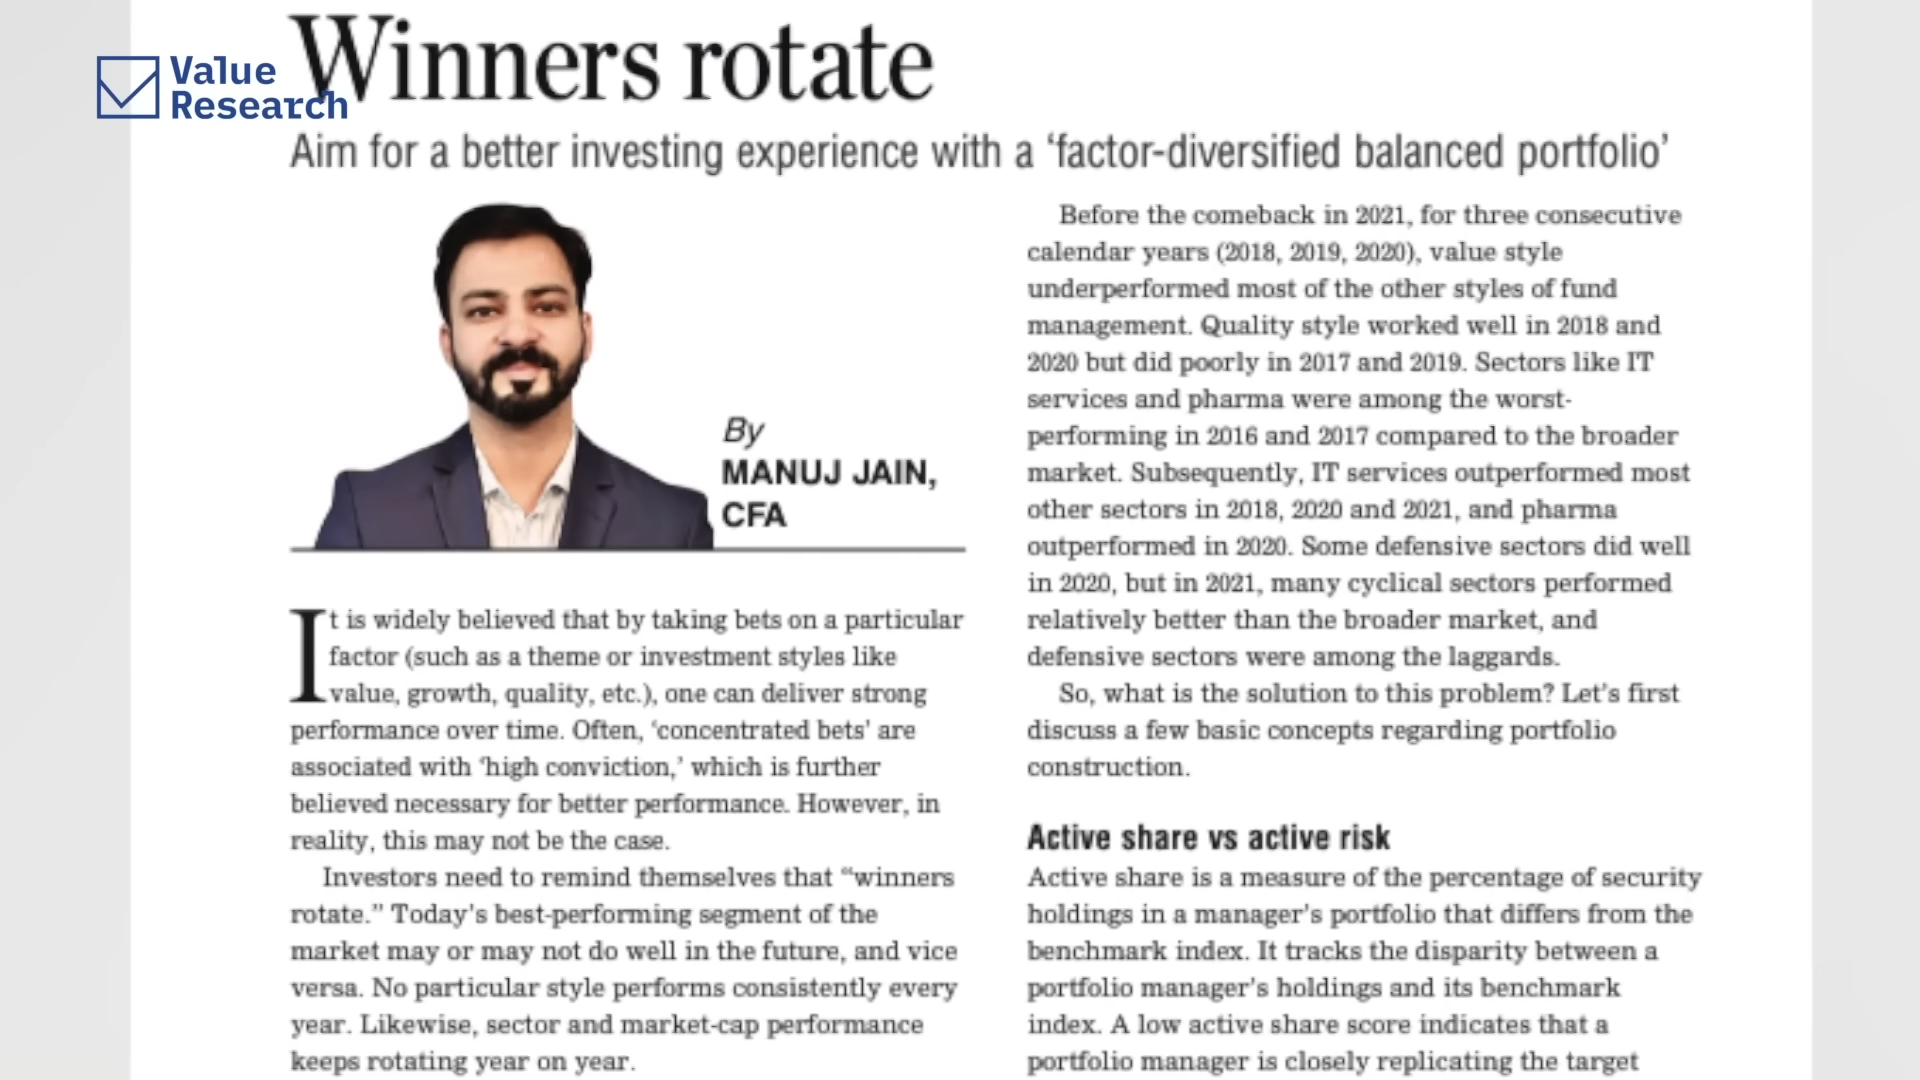 Value
Research
Winners rotate
Aim for a better investing experience with a ‘factor-diversified balanced portfolio’
By
MANUJ JAIN,
CFA
It is widely believed that by taking bets on a particular
factor (such as a theme or investment styles like
value, growth, quality, etc.), one can deliver strong
performance over time. Often, ‘concentrated bets’ are
associated with ‘high conviction,’ which is further
believed necessary for better performance. However, in
reality, this may not be the case.
Investors need to remind themselves that “winners
rotate.” Today’s best-performing segment of the
market may or may not do well in the future, and vice
versa. No particular style performs consistently every
year. Likewise, sector and market-cap performance
keeps rotating year on year.
Before the comeback in 2021, for three consecutive
calendar years (2018, 2019, 2020), value style
underperformed most of the other styles of fund
management. Quality style worked well in 2018 and
2020 but did poorly in 2017 and 2019. Sectors like IT
services and pharma were among the worst-
performing in 2016 and 2017 compared to the broader
market. Subsequently, IT services outperformed most
other sectors in 2018, 2020 and 2021, and pharma
outperformed in 2020. Some defensive sectors did well
in 2020, but in 2021, many cyclical sectors performed
relatively better than the broader market, and
defensive sectors were among the laggards.
So, what is the solution to this problem? Let’s first
discuss a few basic concepts regarding portfolio
construction.
Active share vs active risk
Active share is a measure of the percentage of security
holdings in a manager’s portfolio that differs from the
benchmark index. It tracks the disparity between a
portfolio manager’s holdings and its benchmark
index. A low active share score indicates that a
portfolio manager is closely replicating the target